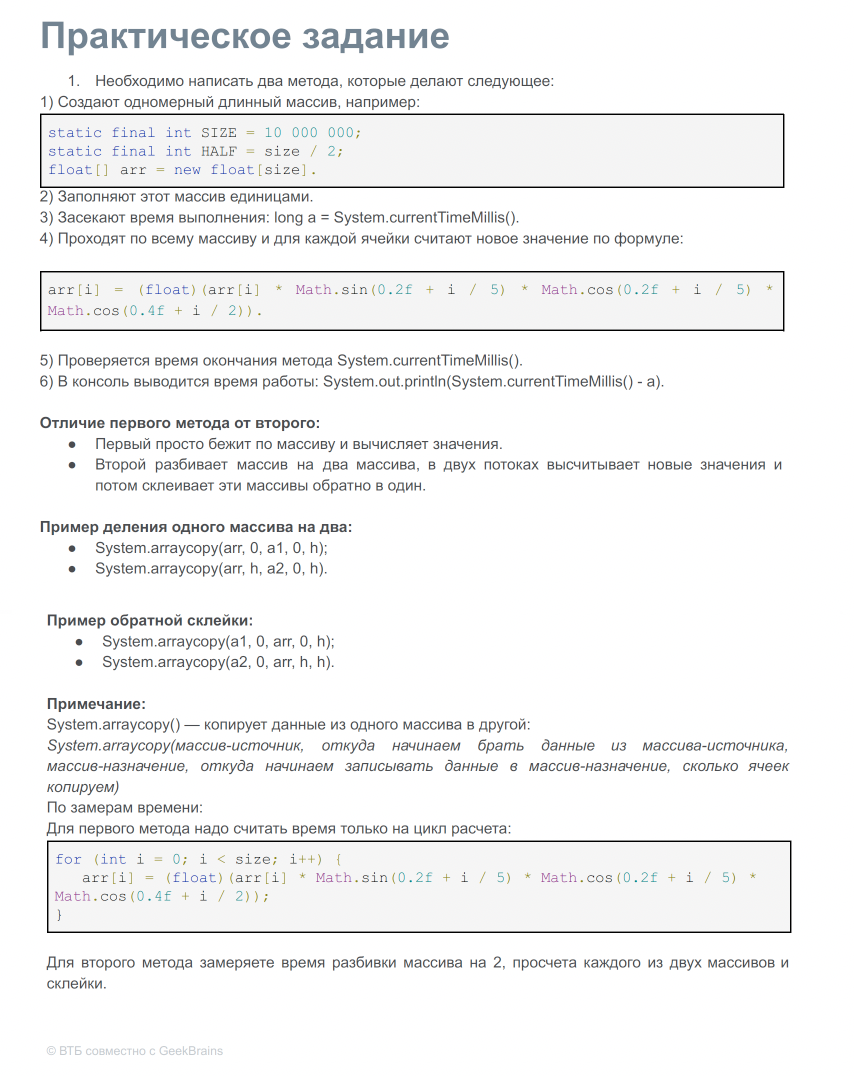 Практическое задание
1. Необходимо написать два метода, которые делают следующее:
1) Создают одномерный длинный массив, например:
static final int SIZE = 10 000 000;
static final int HALF = size / 2;
float[] arr = new float[size].
2) Заполняют этот массив единицами.
3) Засекают время выполнения: long a = System.currentTimeMillis().
4) Проходят по всему массиву и для каждой ячейки считают новое значение по формуле:
arr[i] = (float)(arr[i] * Math.sin(0.2f + i / 5) * Math.cos(0.2f + i / 5) *
Math.cos(0.4f + i / 2)).
5) Проверяется время окончания метода System.currentTimeMillis().
6) В консоль выводится время работы: System.out.println(System.currentTimeMillis() - a).
Отличие первого метода от второго:
● Первый просто бежит по массиву и вычисляет значения.
● Второй разбивает массив на два массива, в двух потоках высчитывает новые значения и
потом склеивает эти массивы обратно в один.
Пример деления одного массива на два:
● System.arraycopy(arr, 0, a1, 0, h);
● System.arraycopy(arr, h, a2, 0, h).
Пример обратной склейки:
● System.arraycopy(a1, 0, arr, 0, h);
● System.arraycopy(a2, 0, arr, h, h).
Примечание:
System.arraycopy() — копирует данные из одного массива в другой:
System.arraycopy(массив-источник, откуда начинаем брать данные из массива-источника,
массив-назначение, откуда начинаем записывать данные в массив-назначение, сколько ячеек
копируем)
По замерам времени:
Для первого метода надо считать время только на цикл расчета:
for (int i = 0; i < size; i++) {
arr[i] = (float)(arr[i] * Math.sin(0.2f + i / 5) * Math.cos(0.2f + i / 5) *
Math.cos(0.4f + i / 2));
}
Для второго метода замеряете время разбивки массива на 2, просчета каждого из двух массивов и
склейки.
© ВТБ совместно с GeekBrains